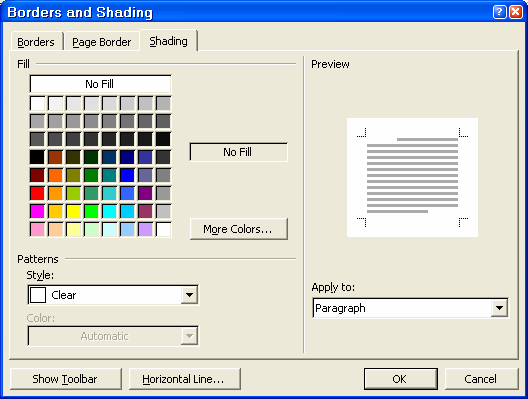 Borders and Shading
Borders
Page Border
Shading
Fill
No Fill
No Fill
More Colors...
Patterns
Style:
Clear
Color:
Automatic
Preview
Apply to:
Paragraph
Show Toolbar
Horizontal Line...
OK
Cancel